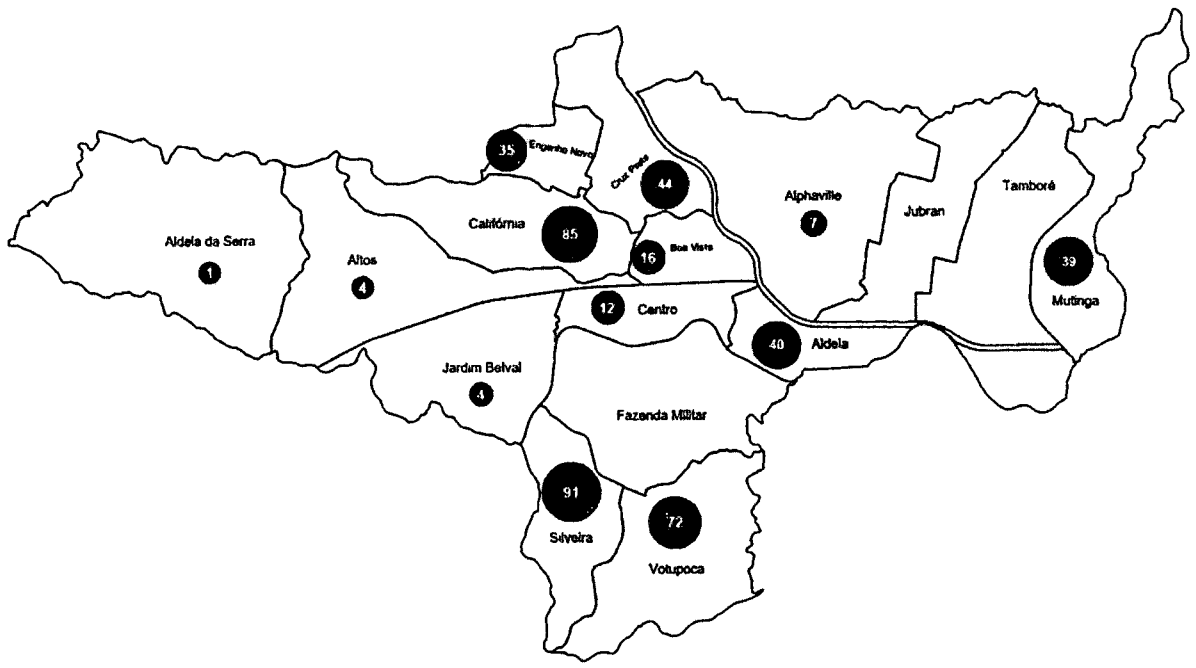 35
Engenho Novo
Cruz Preta
44
Tamboré
Alphaville
7
Jubran
Califórnia
85
Aldeia da Serra
1
Altos
4
16
Boa Vista
39
Mutinga
12
Centro
40
Aldeia
Jardim Belval
4
Fazenda Militar
91
Silveira
72
Votupoca